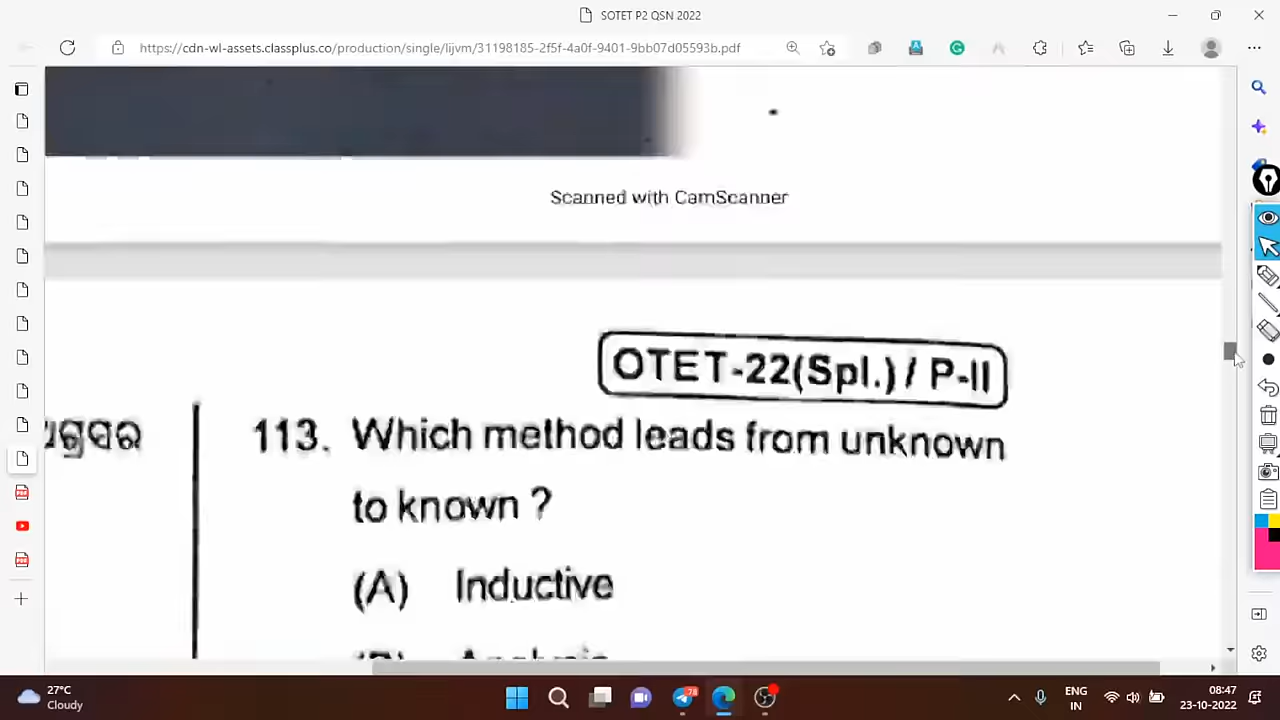 SOTET P2 QSN 2022
https://cdn-wl-assets.classplus.co/production/single/lijvm/31198185-2f5f-4a0f-9401-9bb07d05593b.pdf
Scanned with CamScanner
OTET-22(Spl.) / P-II
113. Which method leads from unknown
to known ?
(A) Inductive
78
27°C
Cloudy
ENG
IN
08:47
23-10-2022